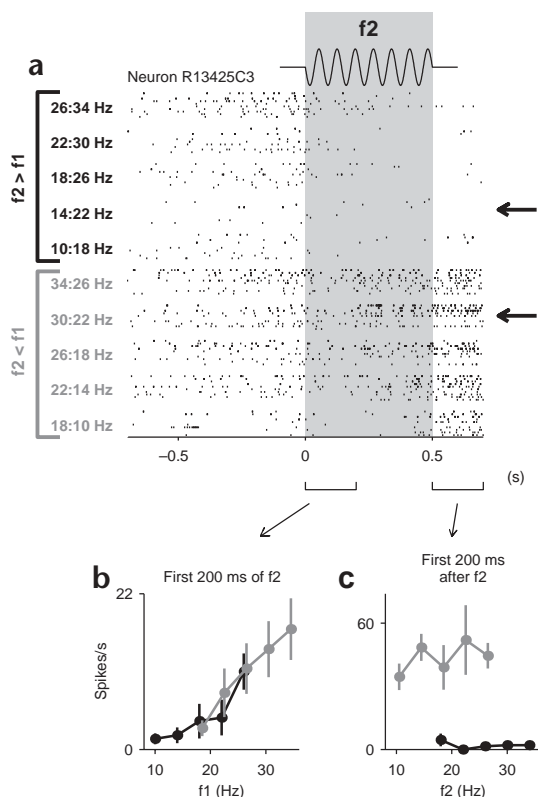 f2
a
Neuron R13425C3
f2 > f1
26:34 Hz
22:30 Hz
18:26 Hz
14:22 Hz
10:18 Hz
f2 < f1
34:26 Hz
30:22 Hz
26:18 Hz
22:14 Hz
18:10 Hz
–0.5 0 0.5
(s)
b First 200 ms of f2
22
Spikes/s
0
10 20 30
f1 (Hz)
c First 200 ms
after f2
60
0
10 20 30
f2 (Hz)